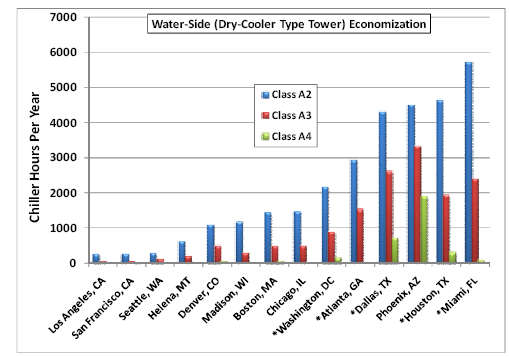 Water-Side (Dry-Cooler Type Tower) Economization
Chiller Hours Per Year
7000
6000
5000
4000
3000
2000
1000
0
Class A2
Class A3
Class A4
Los Angeles, CA
San Francisco, CA
Seattle, WA
Helena, MT
Denver, CO
Madison, WI
Boston, MA
Chicago, IL
*Washington, DC
*Atlanta, GA
*Dallas, TX
Phoenix, AZ
*Houston, TX
*Miami, FL